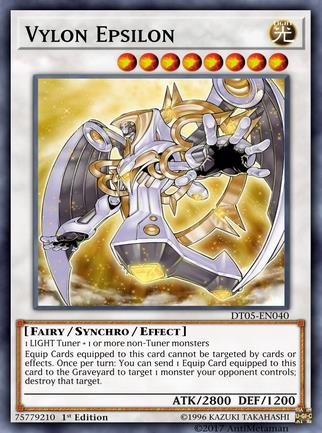 VYLON EPSILON
LIGHT
光
DT05-EN040
[ Fairy / Synchro / Effect ]
1 LIGHT Tuner + 1 or more non-Tuner monsters
Equip Cards equipped to this card cannot be targeted by cards or
effects. Once per turn: You can send 1 Equip Card equipped to this
card to the Graveyard to target 1 monster your opponent controls;
destroy that target.
ATK/2800 DEF/1200
75779210 1st Edition ©1996 KAZUKI TAKAHASHI
©2017 AntiMetaman